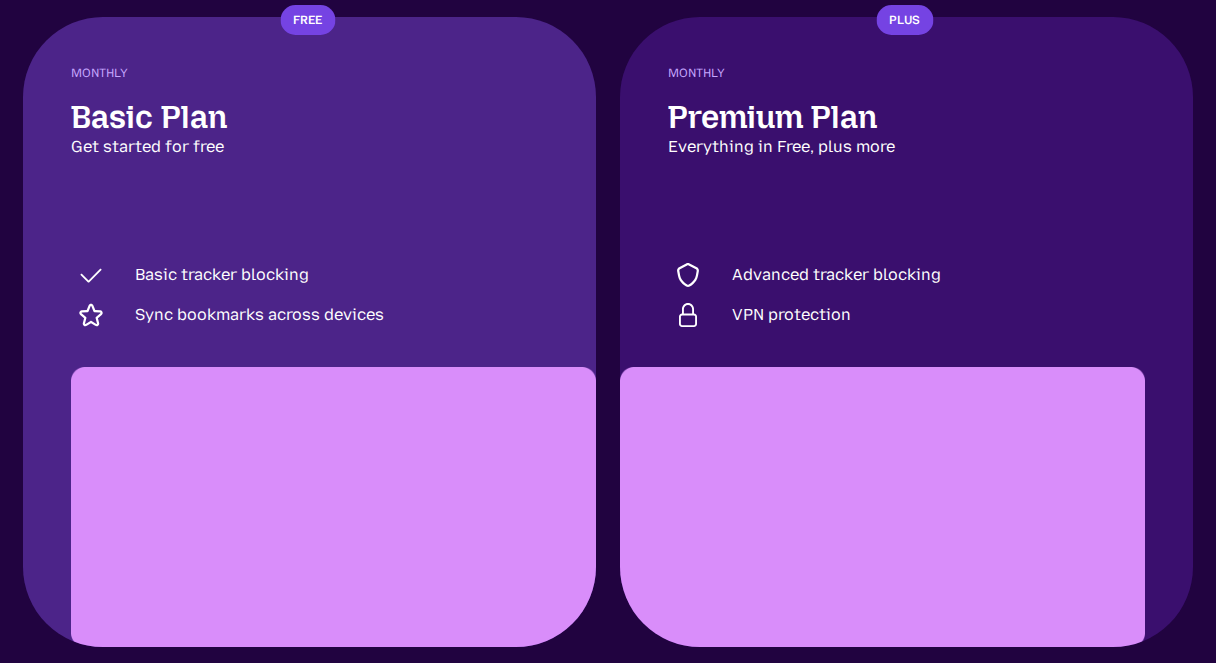 FREE
MONTHLY
Basic Plan
Get started for free
Basic tracker blocking
Sync bookmarks across devices
PLUS
MONTHLY
Premium Plan
Everything in Free, plus more
Advanced tracker blocking
VPN protection